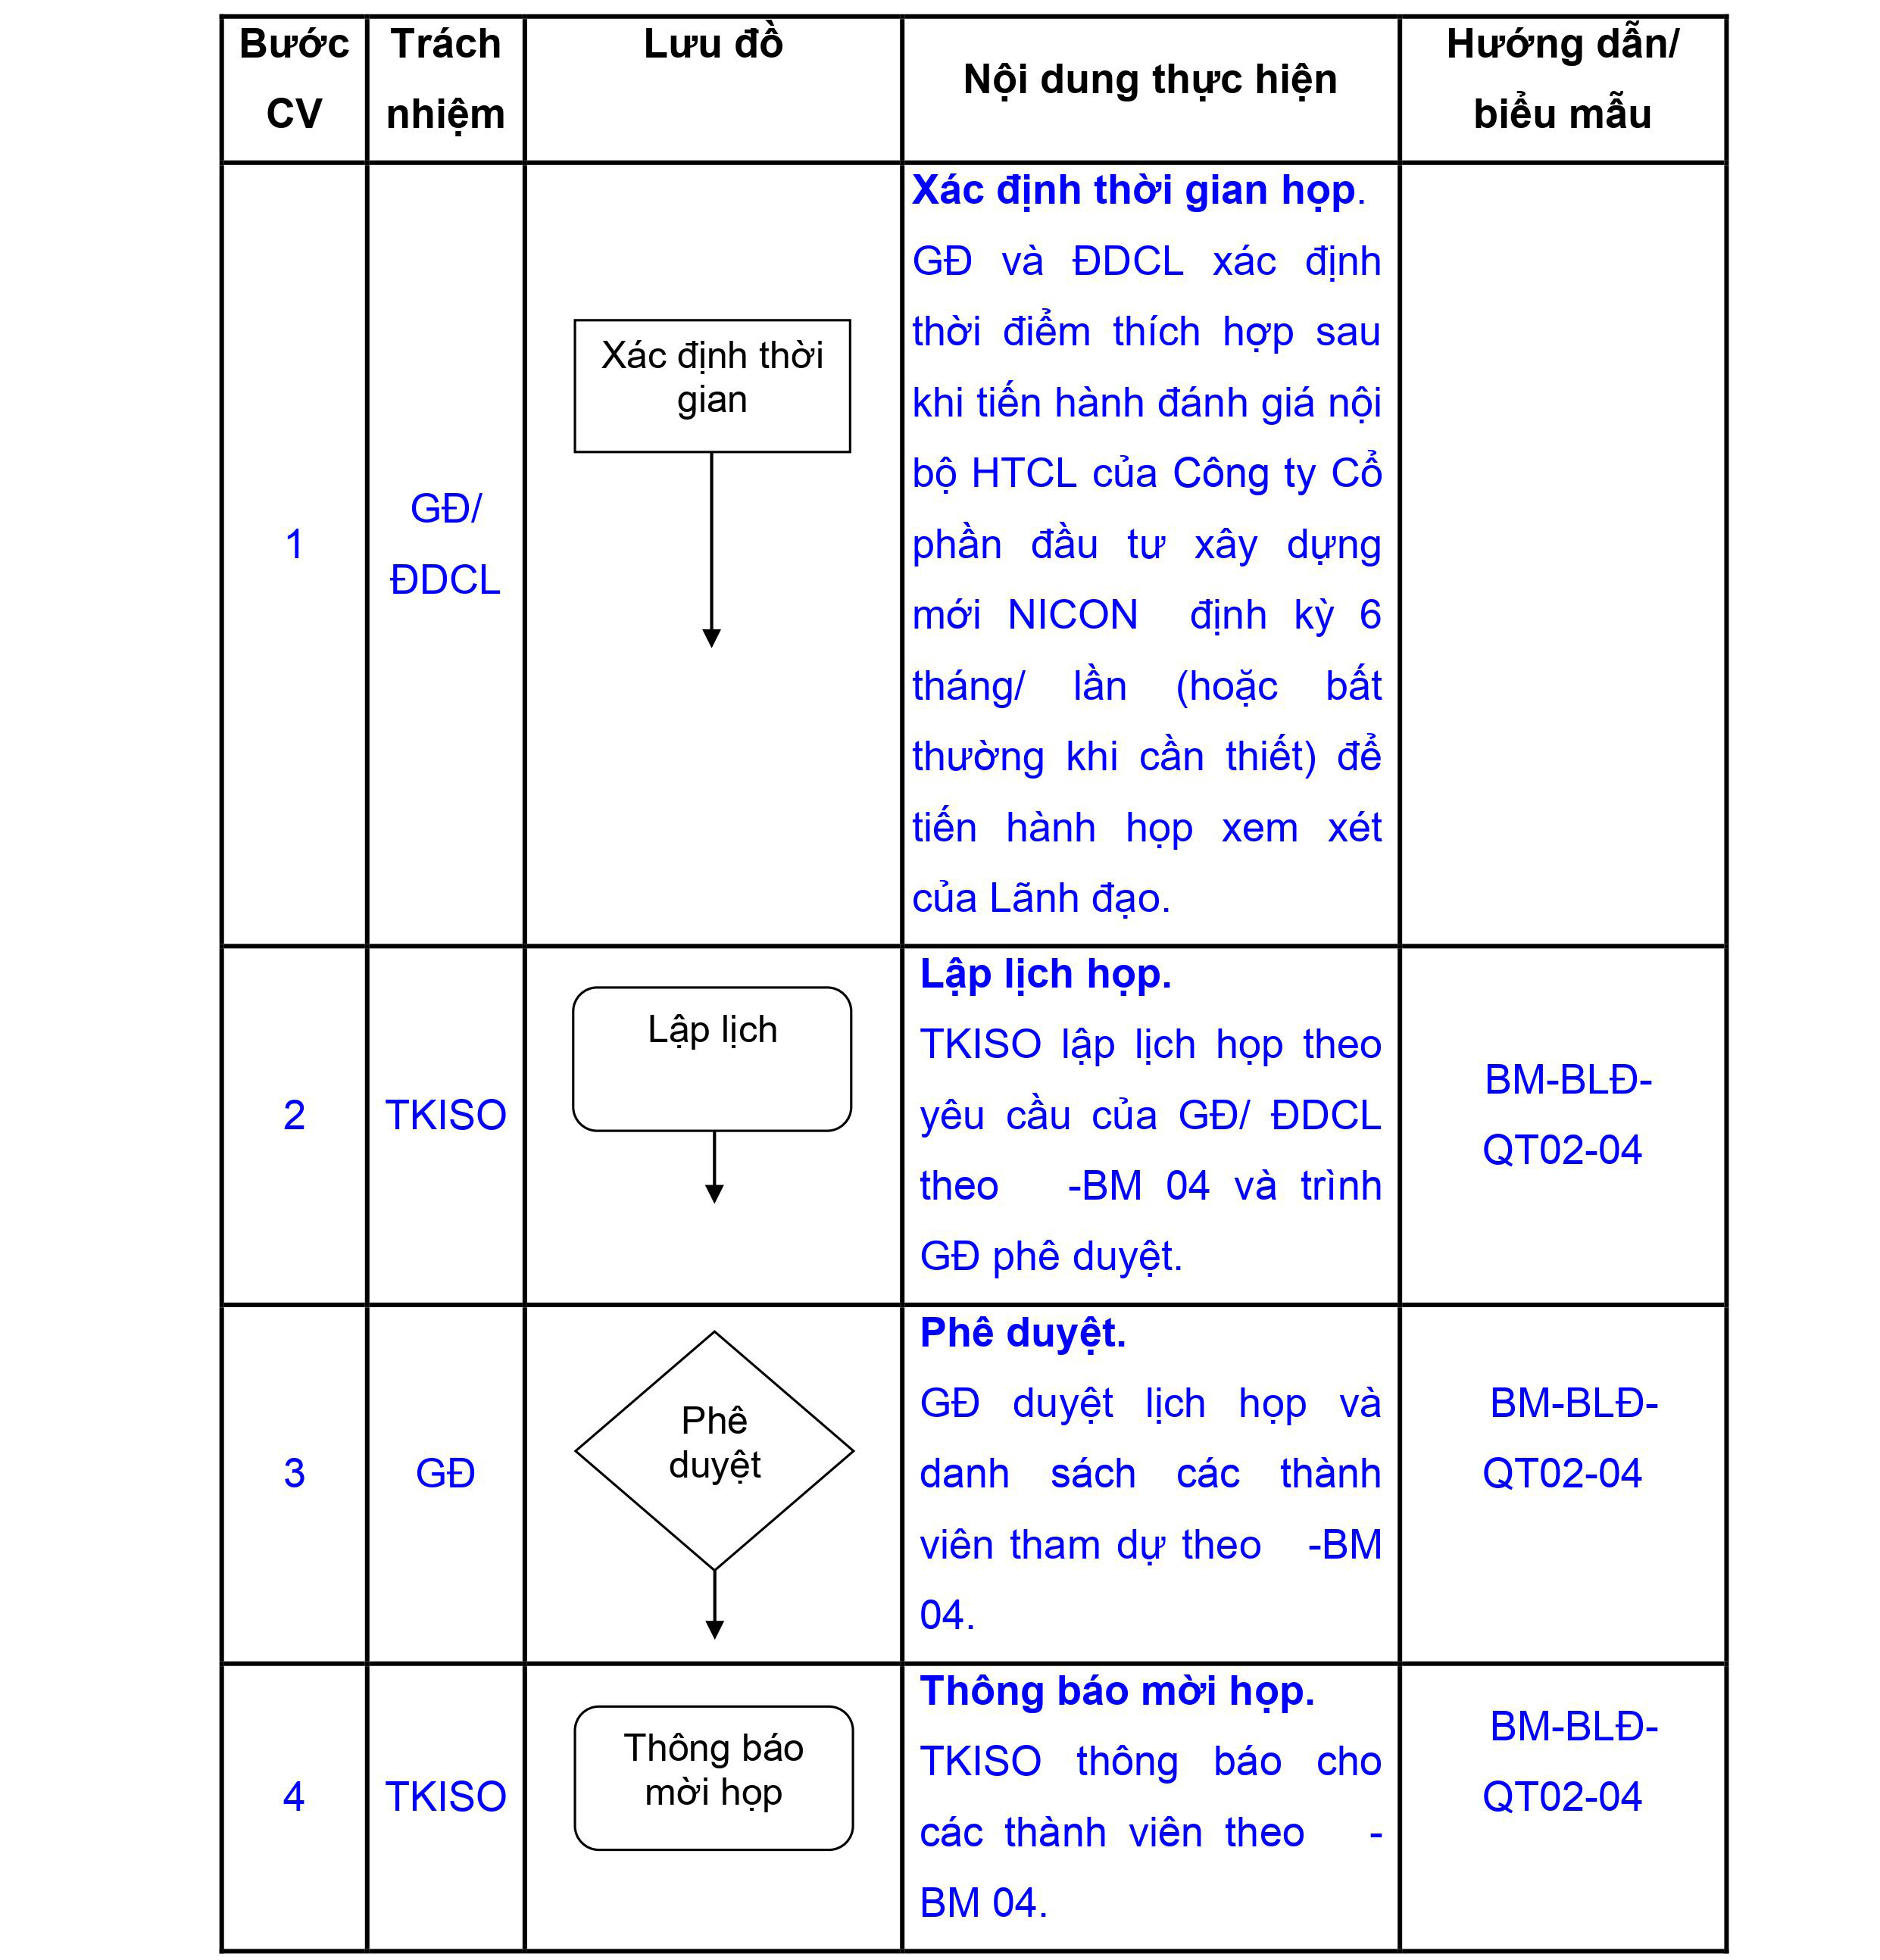 Bước
CV
Trách
nhiệm
Lưu đồ
Nội dung thực hiện
Hướng dẫn/
biểu mẫu
1
GĐ/
ĐDCL
Xác định thời
gian
Xác định thời gian họp.
GĐ và ĐDCL xác định
thời điểm thích hợp sau
khi tiến hành đánh giá nội
bộ HTCL của Công ty Cổ
phần đầu tư xây dựng
mới NICON định kỳ 6
tháng/ lần (hoặc bất
thường khi cần thiết) để
tiến hành họp xem xét
của Lãnh đạo.
2
TKISO
Lập lịch
Lập lịch họp.
TKISO lập lịch họp theo
yêu cầu của GĐ/ ĐDCL
theo -BM 04 và trình
GĐ phê duyệt.
BM-BLĐ-
QT02-04
3
GĐ
Phê
duyệt
Phê duyệt.
GĐ duyệt lịch họp và
danh sách các thành
viên tham dự theo -BM
04.
BM-BLĐ-
QT02-04
4
TKISO
Thông báo
mời họp
Thông báo mời họp.
TKISO thông báo cho
các thành viên theo -
BM 04.
BM-BLĐ-
QT02-04